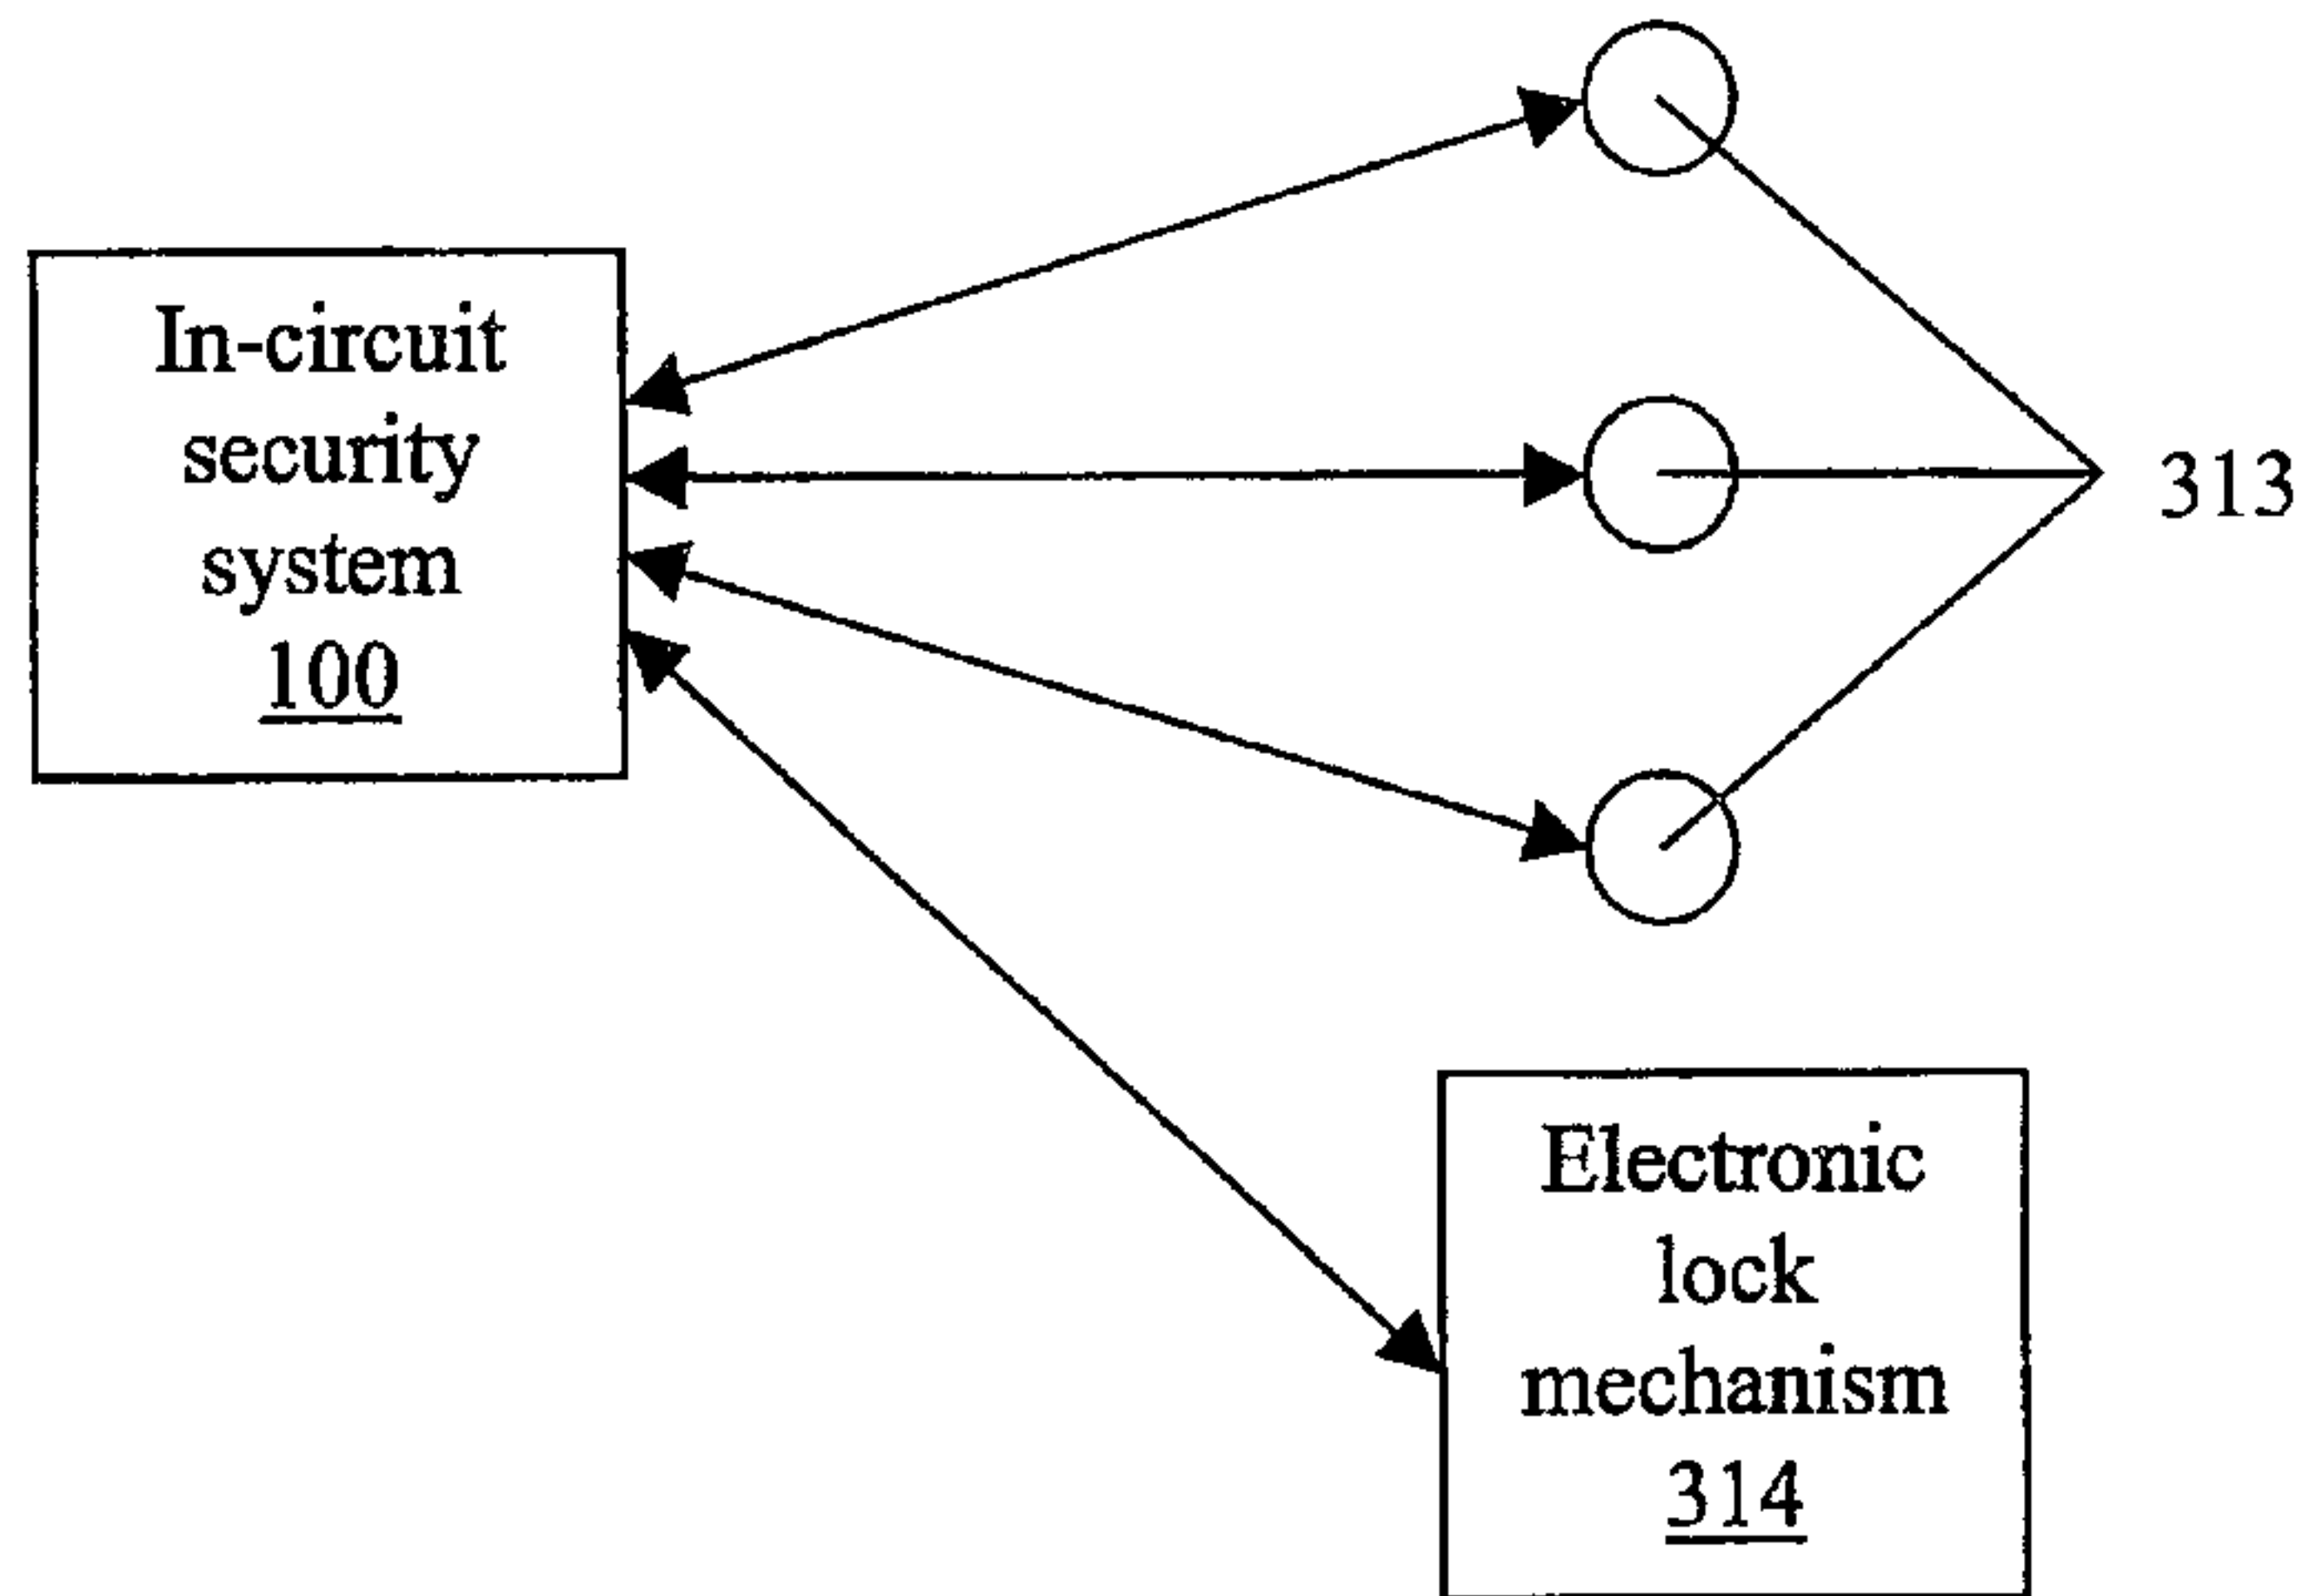 In-circuit
security
system
100
313
Electronic
lock
mechanism
314